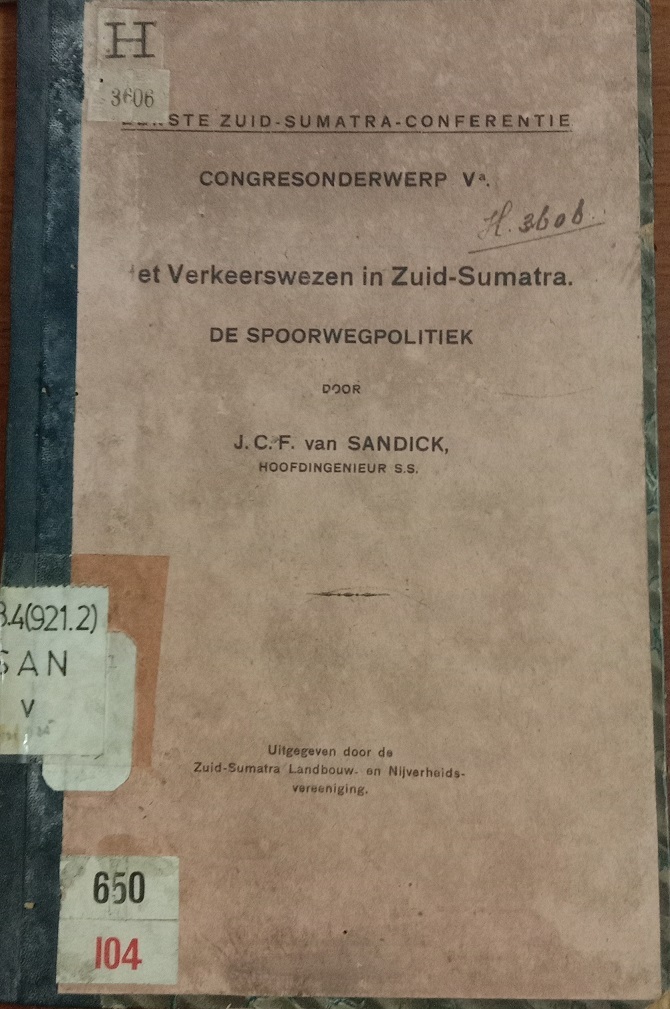 H
3606
STE ZUID-SUMATRA-CONFERENTIE
CONGRESONDERWERP Vᵃ.
H. 3606.
et Verkeerswezen in Zuid-Sumatra.
DE SPOORWEGPOLITIEK
DOOR
J. C. F. van SANDICK,
HOOFDINGENIEUR S.S.
3.4(921.2)
SAN
V
Uitgegeven door de
Zuid-Sumatra Landbouw- en Nijverheids-
vereeniging.
650
104